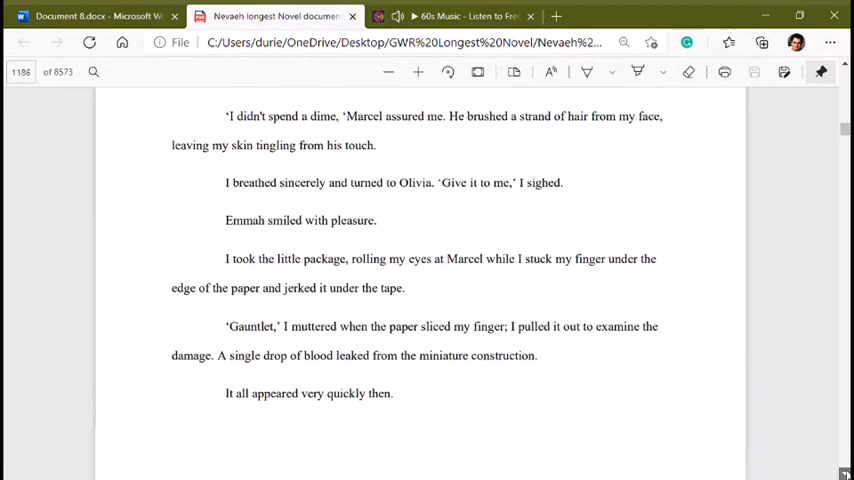 Document 8.docx - Microsoft W
Nevaeh longest Novel documen
60s Music - Listen to Fre
File
C:/Users/durie/OneDrive/Desktop/GWR%20Longest%20Novel/Nevaeh%2...
1186 of 8573
‘I didn't spend a dime, ‘Marcel assured me. He brushed a strand of hair from my face,
leaving my skin tingling from his touch.
I breathed sincerely and turned to Olivia. ‘Give it to me,’ I sighed.
Emmah smiled with pleasure.
I took the little package, rolling my eyes at Marcel while I stuck my finger under the
edge of the paper and jerked it under the tape.
‘Gauntlet,’ I muttered when the paper sliced my finger; I pulled it out to examine the
damage. A single drop of blood leaked from the miniature construction.
It all appeared very quickly then.